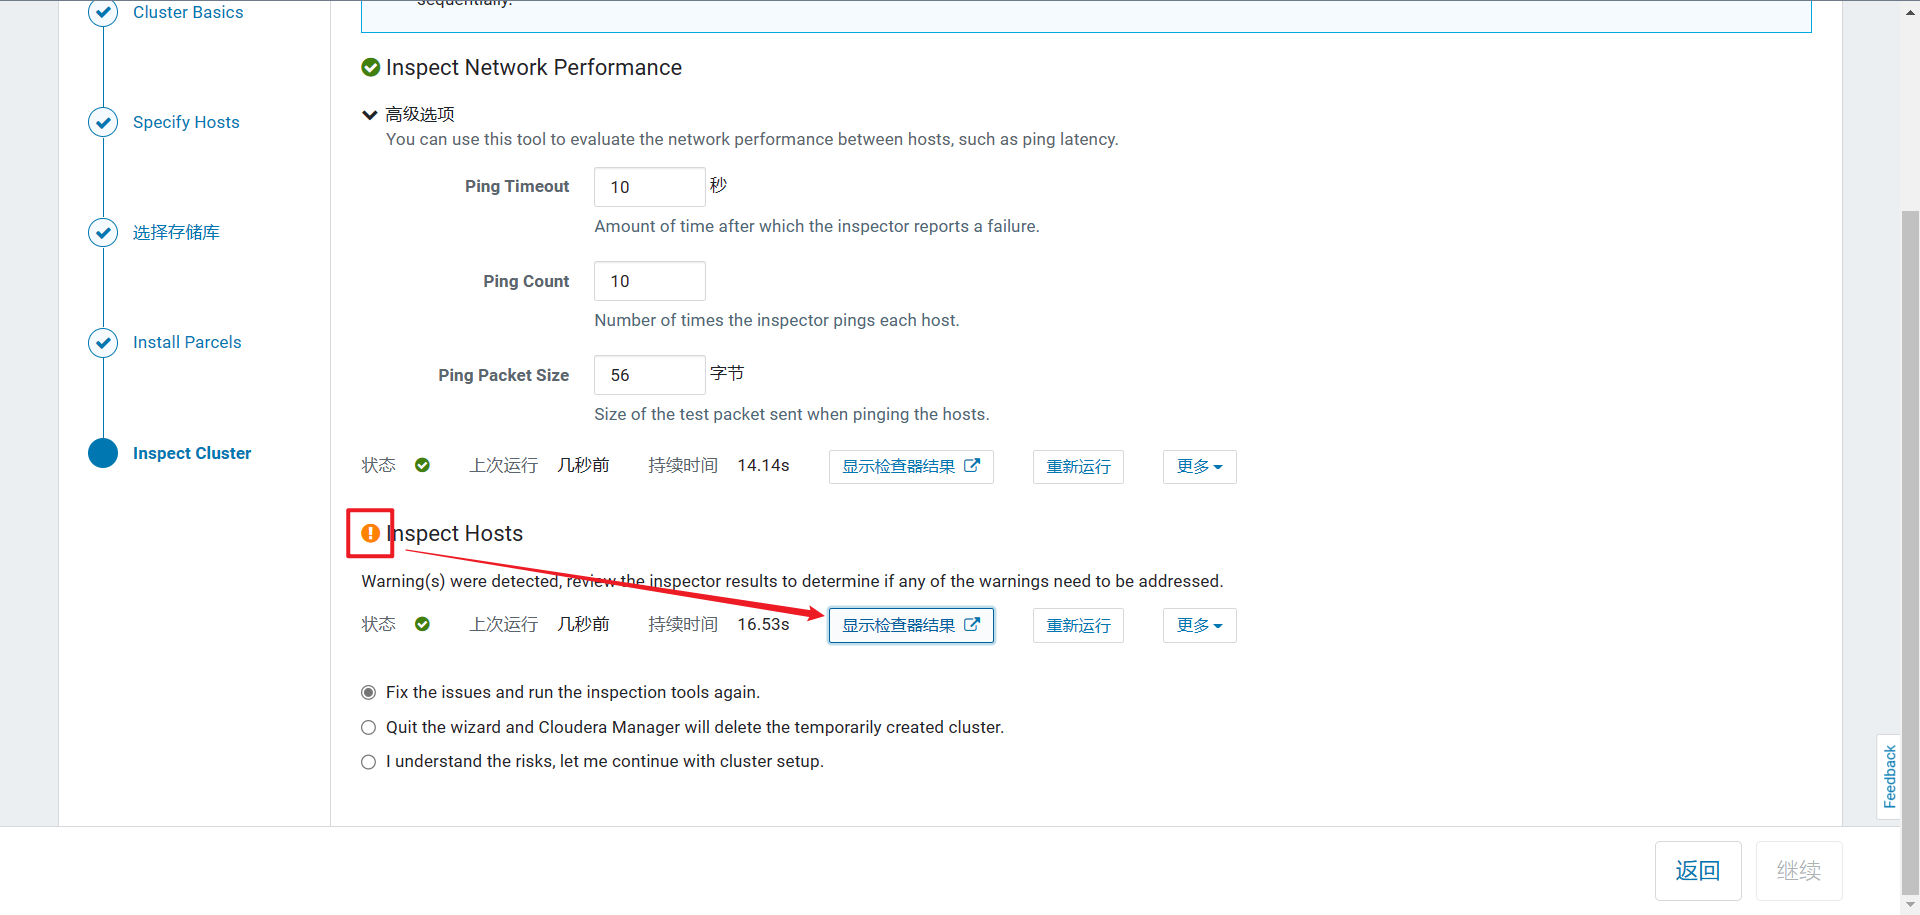 sequentially.
Cluster Basics
Specify Hosts
选择存储库
Install Parcels
Inspect Cluster
Inspect Network Performance
高级选项
You can use this tool to evaluate the network performance between hosts, such as ping latency.
Ping Timeout 10 秒
Amount of time after which the inspector reports a failure.
Ping Count 10
Number of times the inspector pings each host.
Ping Packet Size 56 字节
Size of the test packet sent when pinging the hosts.
状态 上次运行 几秒前 持续时间 14.14s 显示检查器结果 重新运行 更多
Inspect Hosts
Warning(s) were detected, review the inspector results to determine if any of the warnings need to be addressed.
状态 上次运行 几秒前 持续时间 16.53s 显示检查器结果 重新运行 更多
Fix the issues and run the inspection tools again.
Quit the wizard and Cloudera Manager will delete the temporarily created cluster.
I understand the risks, let me continue with cluster setup.
Feedback
返回 继续